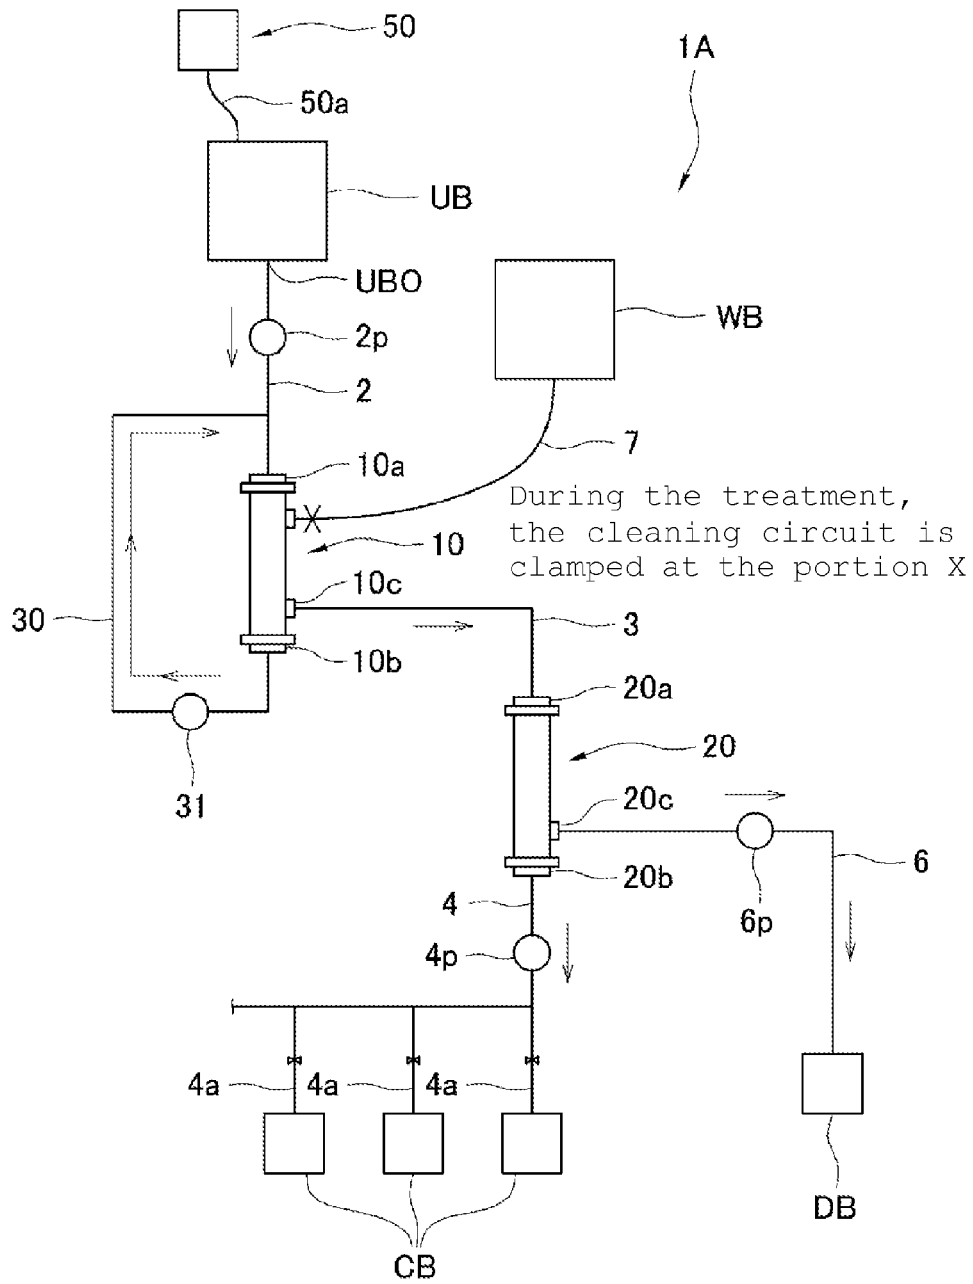 50
1A
50a
UB
UBO
WB
2p
2
7
10a
During the treatment,
the cleaning circuit is
clamped at the portion X
10
10c
30
3
10b
20a
20
31
20c
6
20b
4
6p
4p
4a
4a
4a
DB
CB